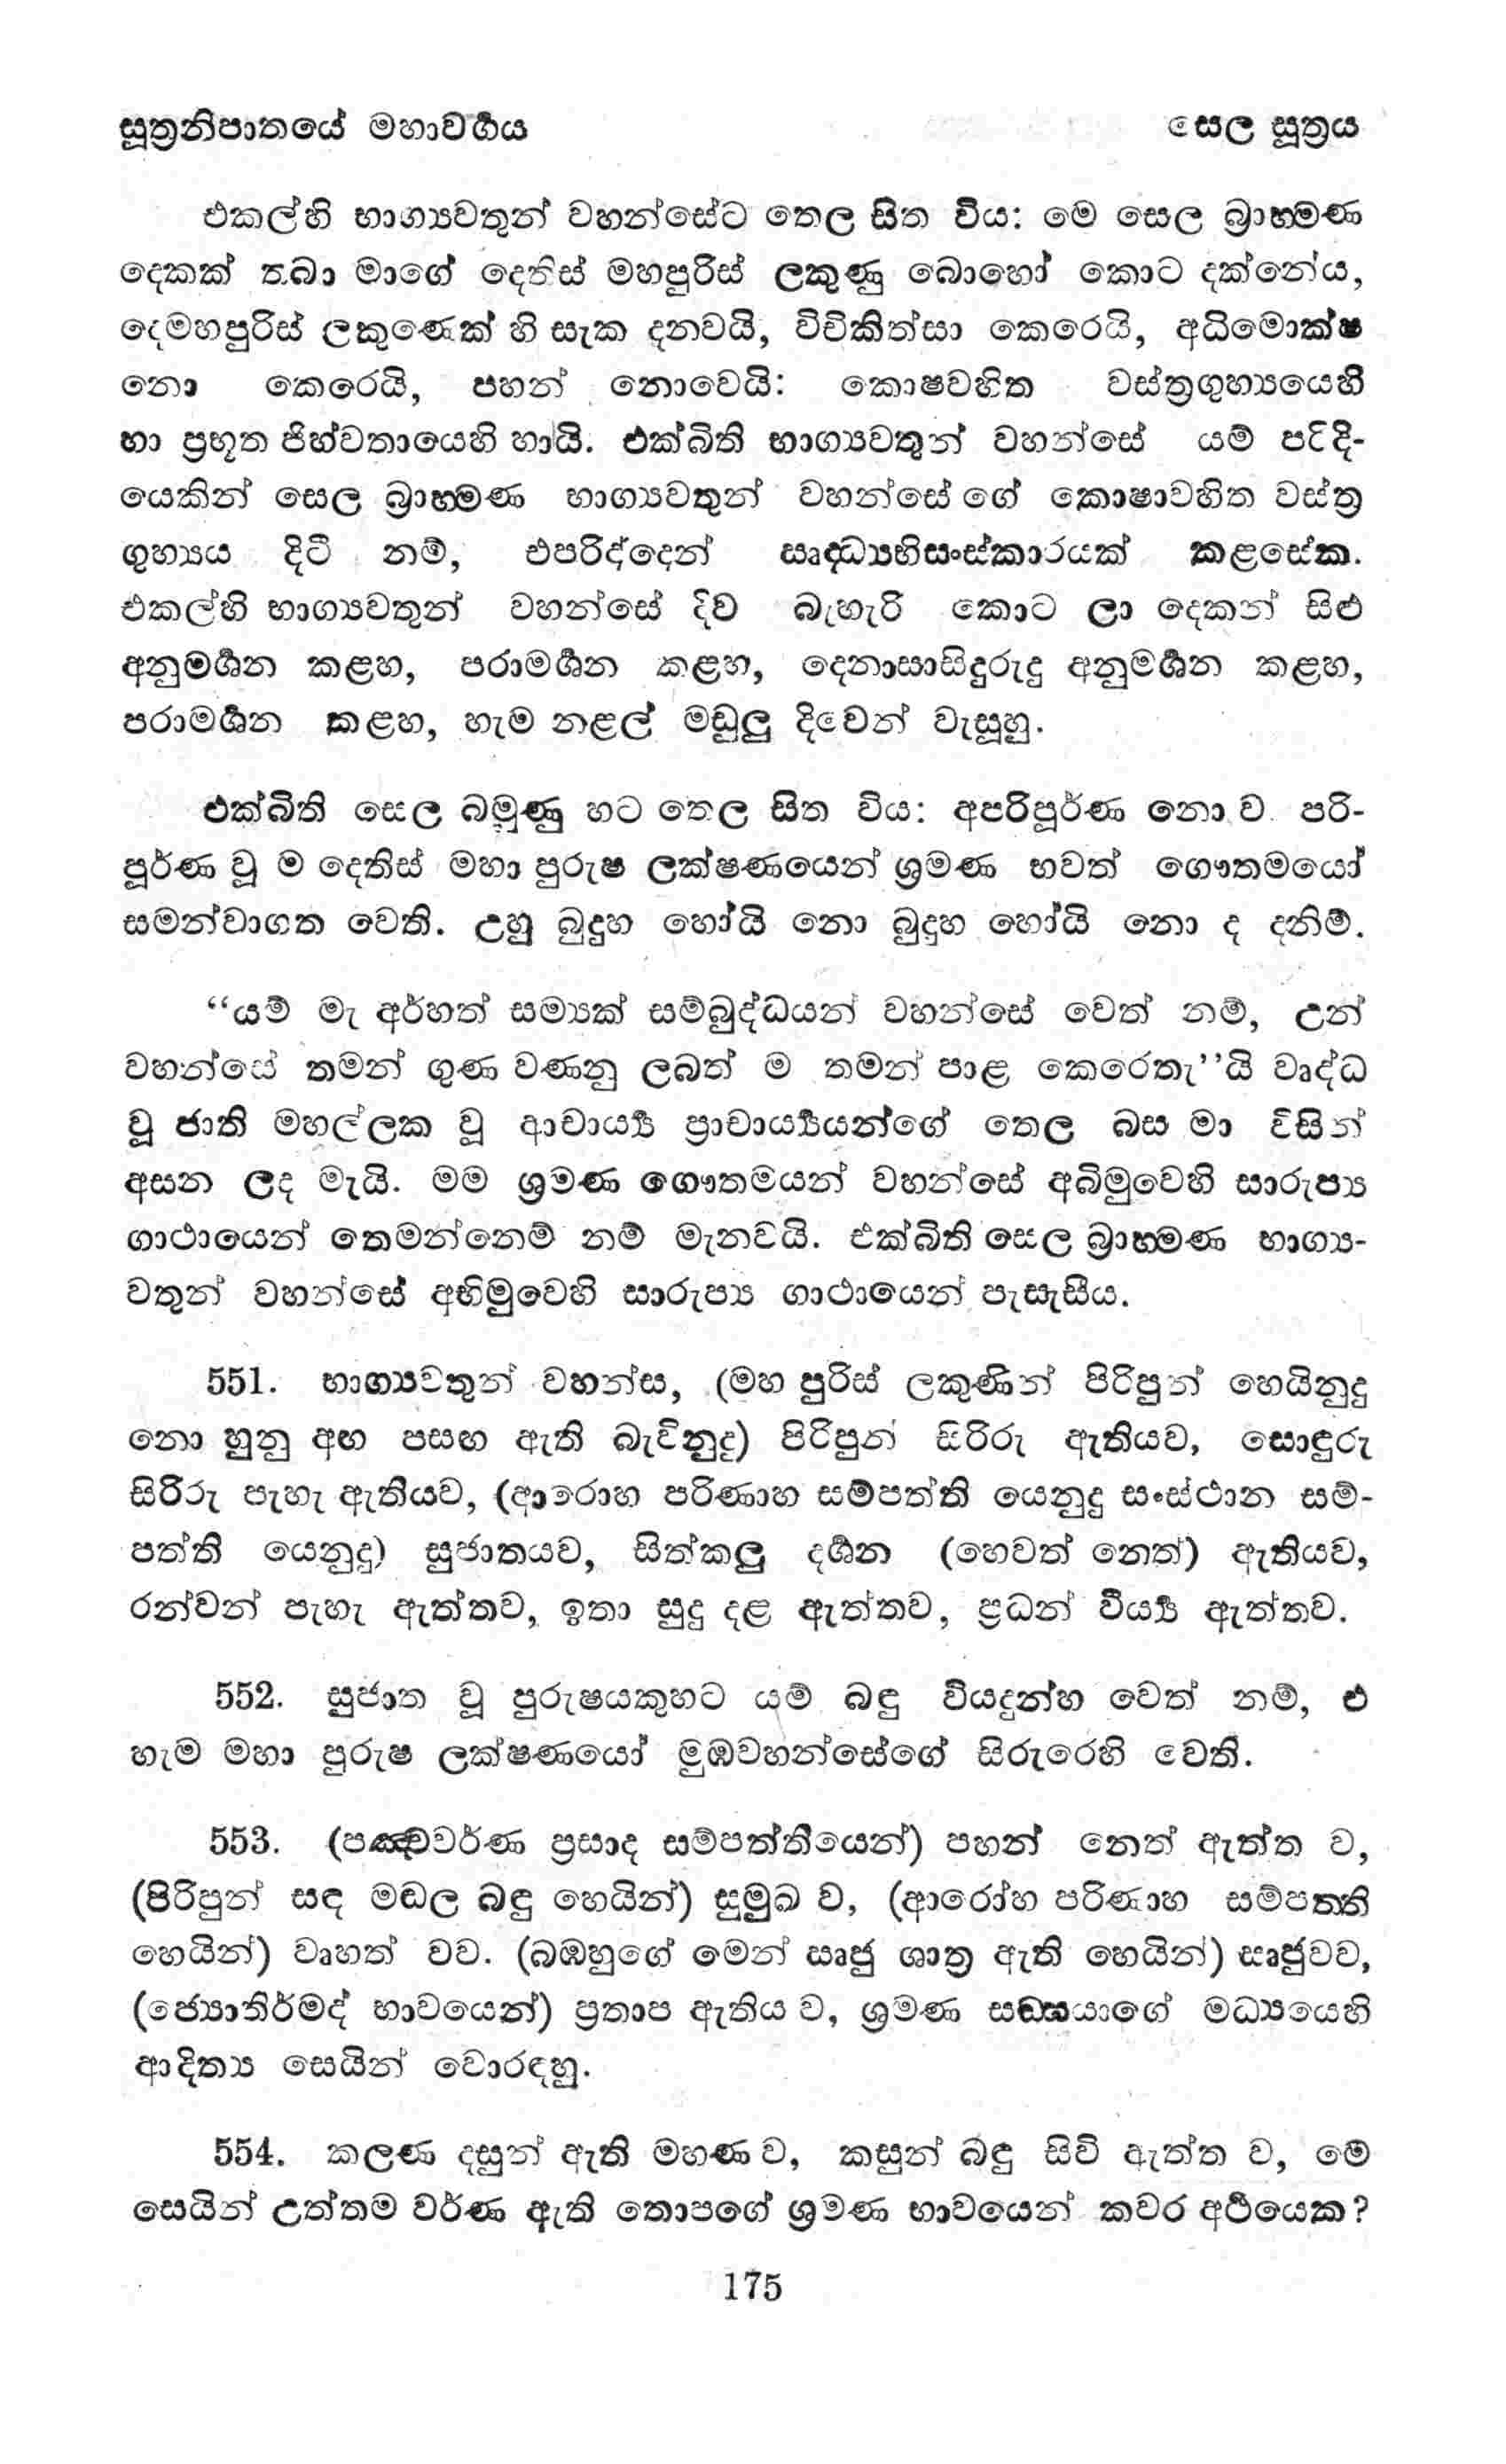 සූත්‍රනිපාතයේ මහාවර්‍ගය සෙල සූත්‍රය
එකල්හි භාග්‍යවතුන් වහන්සේට තෙල සිත විය: මෙ සෙල බ්‍රාහ්මණ
දෙකක් තබා මාගේ දෙතිස් මහපුරිස් ලකුණු බොහෝ කොට දක්නේය,
දෙමහපුරිස් ලකුණෙක් හි සැක දනවයි, විචිකිත්සා කෙරෙයි, අධිමොක්ෂ
නො කෙරෙයි, පහන් නොවෙයි: කොෂවහිත වස්ත්‍රගුහ්‍යයෙහි
හා ප්‍රභූත ජිහ්වතායෙහි හායි. එක්බිති භාග්‍යවතුන් වහන්සේ යම් පරිදි-
යෙකින් සෙල බ්‍රාහ්මණ භාග්‍යවතුන් වහන්සේ ගේ කොෂාවහිත වස්ත්‍ර
ගුහ්‍යය දිටී නම්, එපරිද්දෙන් ඍද්ධ්‍යභිසංස්කාරයක් කළසේක.
එකල්හි භාග්‍යවතුන් වහන්සේ දිව බැහැරි කොට ලා දෙකන් සිළු
අනුමර්‍ශන කළහ, පරාමර්‍ශන කළහ, දෙනාසාසිදුරුදු අනුමර්‍ශන කළහ,
පරාමර්‍ශන කළහ, හැම නළල් මඩුලු දිවෙන් වැසූහු.
එක්බිති සෙල බමුණු හට තෙල සිත විය: අපරිපූර්ණ නො ව පරි-
පූර්ණ වූ ම දෙතිස් මහා පුරුෂ ලක්ෂණයෙන් ශ්‍රමණ භවත් ගෞතමයෝ
සමන්වාගත වෙති. උහු බුදුහ හෝයි නො බුදුහ හෝයි නො ද දනිමි.
“යම් මැ අර්හත් සම්‍යක් සම්බුද්ධයන් වහන්සේ වෙත් නම්, උන්
වහන්සේ තමන් ගුණ වණනු ලබත් ම තමන් පාළ කෙරෙතැ”යි වෘද්ධ
වූ ජාති මහල්ලක වූ ආචාර්‍ය්‍ය ප්‍රාචාර්‍ය්‍යයන්ගේ තෙල බස මා විසින්
අසන ලද මැයි. මම ශ්‍රමණ ගෞතමයන් වහන්සේ අබිමුවෙහි සාරුප්‍ය
ගාථායෙන් තෙමන්නෙම් නම් මැනවයි. එක්බිති සෙල බ්‍රාහ්මණ භාග්‍ය-
වතුන් වහන්සේ අභිමුවෙහි සාරුප්‍ය ගාථායෙන් පැසැසීය.
551. භාග්‍යවතුන් වහන්ස, (මහ පුරිස් ලකුණින් පිරිපුන් හෙයිනුදු
නො හුනු අඟ පසඟ ඇති බැවිනුදු) පිරිපුන් සිරිරු ඇතියව, සොඳුරු
සිරිරු පැහැ ඇතියව, (ආරොහ පරිණාහ සම්පත්ති යෙනුදු සංස්ථාන සම්-
පත්ති යෙනුදු) සුජාතයව, සිත්කලු දර්‍ශන (හෙවත් නෙත්) ඇතියව,
රන්වන් පැහැ ඇත්තව, ඉතා සුදු දළ ඇත්තව, ප්‍රධන් වීර්‍ය්‍ය ඇත්තව.
552. සුජාත වූ පුරුෂයකුහට යම් බඳු වියදුන්හ වෙත් නම්, එ
හැම මහා පුරුෂ ලක්ෂණයෝ මුඹවහන්සේගේ සිරුරෙහි වෙති.
553. (පඤ්චවර්ණ ප්‍රසාද සම්පත්තියෙන්) පහන් නෙත් ඇත්ත ව,
(පිරිපුන් සඳ මඬල බඳු හෙයින්) සුමුඛ ව, (ආරෝහ පරිණාහ සම්පත්ති
හෙයින්) වෘහත් වව. (බඹහුගේ මෙන් ඍජු ගාත්‍ර ඇති හෙයින්) ඍජුවව,
(ජ්‍යොතිර්මද් භාවයෙන්) ප්‍රතාප ඇතිය ව, ශ්‍රමණ සඞ්ඝයාගේ මධ්‍යයෙහි
ආදිත්‍ය සෙයින් වොරඳහු.
554. කලණ දසුන් ඇති මහණ ව, කසුන් බඳු සිවි ඇත්ත ව, මෙ
සෙයින් උත්තම වර්ණ ඇති තොපගේ ශ්‍රමණ භාවයෙන් කවර අර්‍ථයෙක?
175